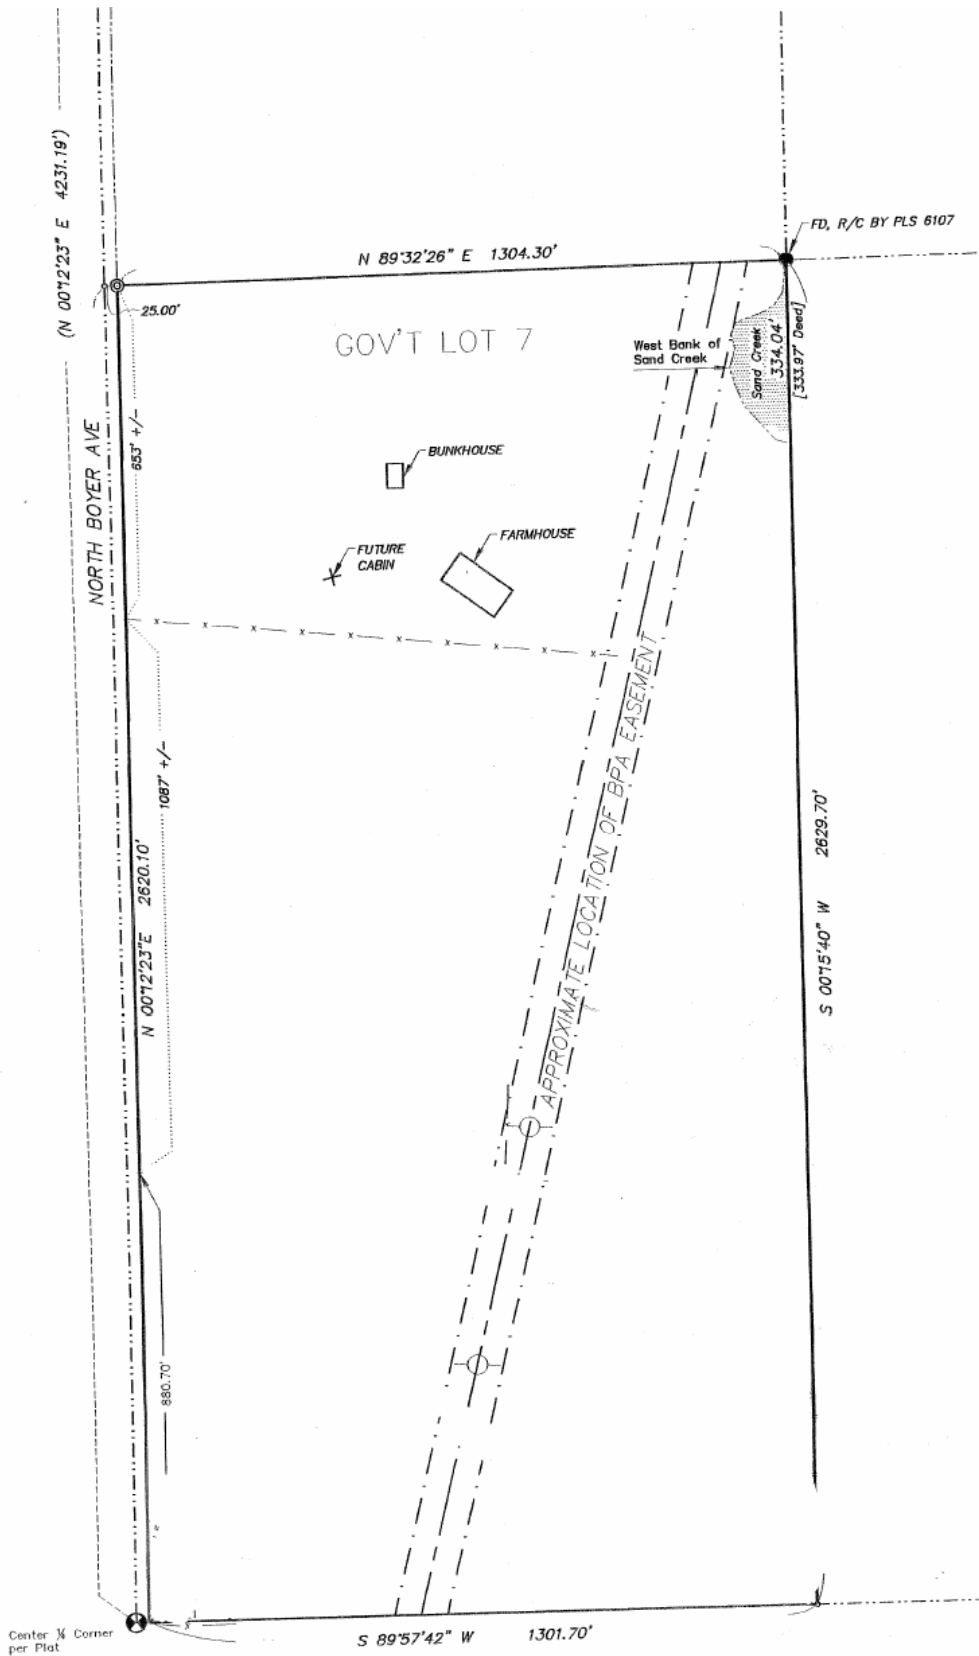 (N 00°12'23" E 4231.19')
FD, R/C BY PLS 6107
N 89°32'26" E 1304.30'
25.00'
GOV'T LOT 7
West Bank of
Sand Creek
Sand Creek
334.04'
[333.97' Deed]
653' +/-
NORTH BOYER AVE
BUNKHOUSE
FARMHOUSE
FUTURE
CABIN
APPROXIMATE LOCATION OF BPA EASEMENT
1087' +/-
N 00°12'23"E 2620.10'
S 00°15'40" W 2629.70'
880.70'
Center ¼ Corner
per Plat
S 89°57'42" W 1301.70'